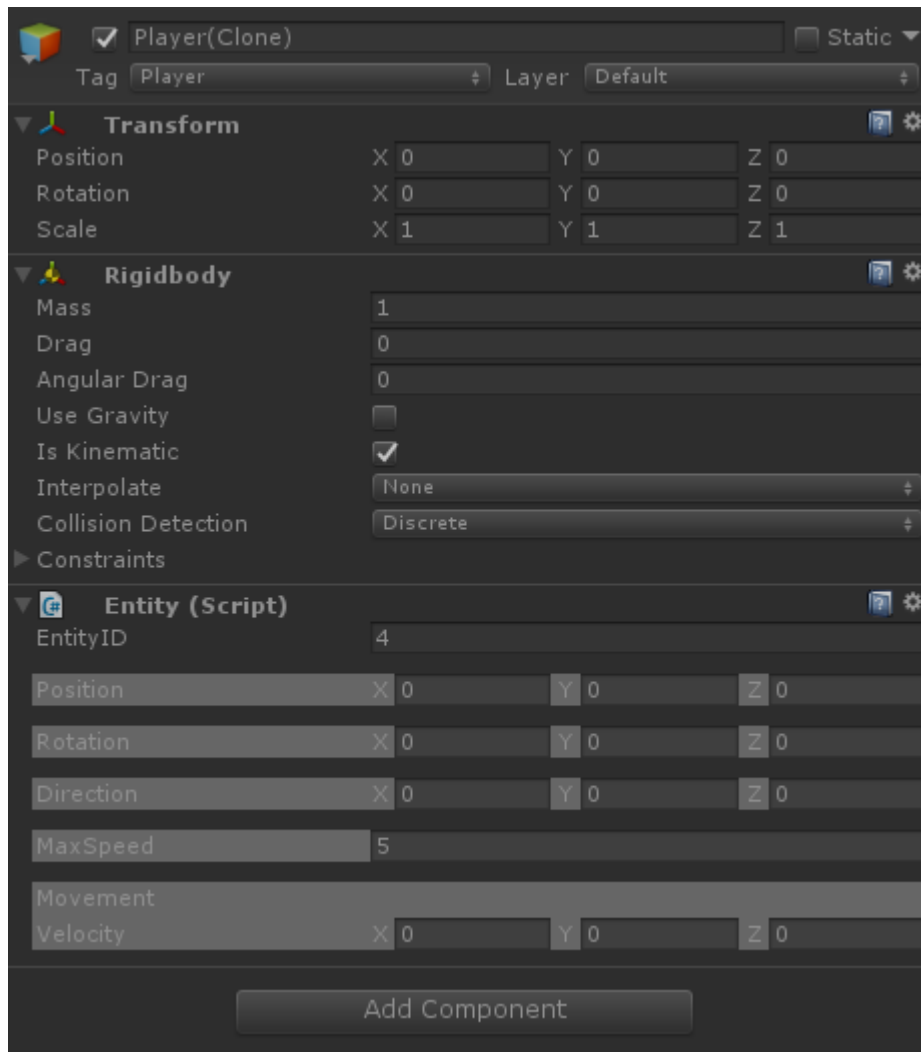 Player(Clone) Static
Tag Player Layer Default
Transform
Position X 0 Y 0 Z 0
Rotation X 0 Y 0 Z 0
Scale X 1 Y 1 Z 1
Rigidbody
Mass 1
Drag 0
Angular Drag 0
Use Gravity
Is Kinematic
Interpolate None
Collision Detection Discrete
Constraints
Entity (Script)
EntityID 4
Position X 0 Y 0 Z 0
Rotation X 0 Y 0 Z 0
Direction X 0 Y 0 Z 0
MaxSpeed 5
Movement
Velocity X 0 Y 0 Z 0
Add Component